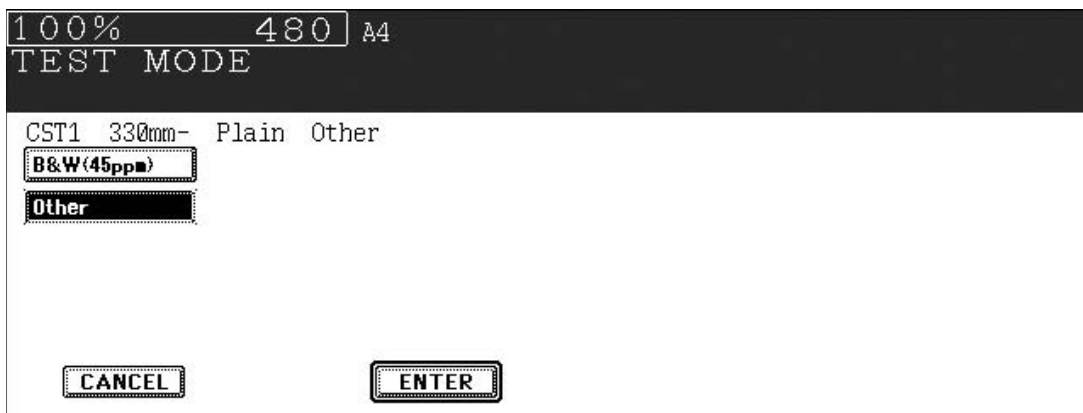 100% 480 A4
TEST MODE
CST1 330mm- Plain Other
B&W(45ppm)
Other
CANCEL ENTER